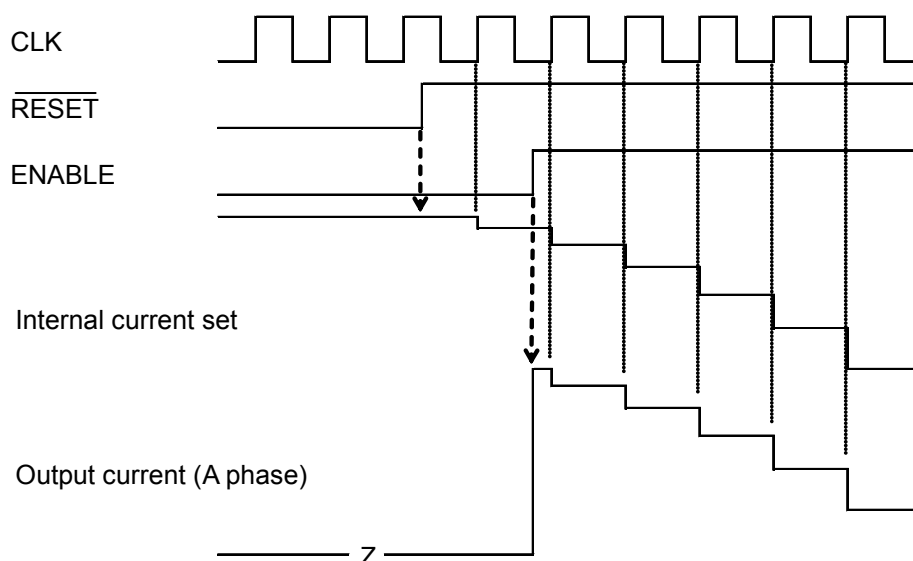 CLK
RESET
ENABLE
Internal current set
Output current (A phase)
Z